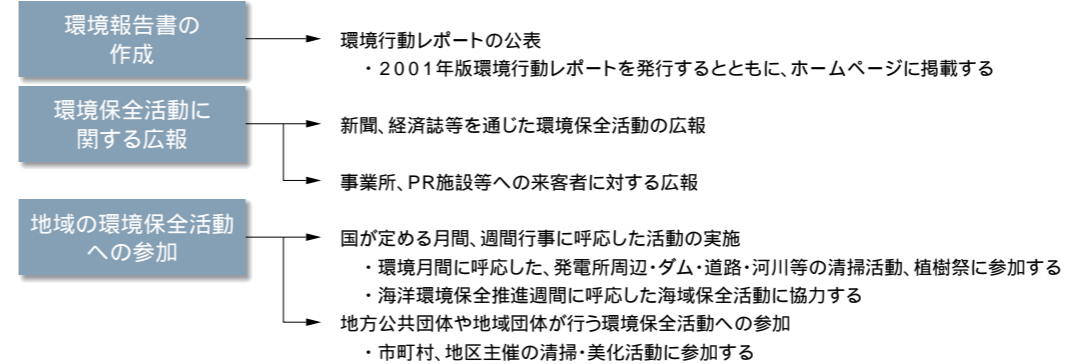 環境報告書の
作成
環境行動レポートの公表
・2001年版環境行動レポートを発行するとともに、ホームページに掲載する
環境保全活動に
関する広報
新聞、経済誌等を通じた環境保全活動の広報
事業所、PR施設等への来客者に対する広報
地域の環境保全活動
への参加
国が定める月間、週間行事に呼応した活動の実施
・環境月間に呼応した、発電所周辺・ダム・道路・河川等の清掃活動、植樹祭に参加する
・海洋環境保全推進週間に呼応した海域保全活動に協力する
地方公共団体や地域団体が行う環境保全活動への参加
・市町村、地区主催の清掃・美化活動に参加する